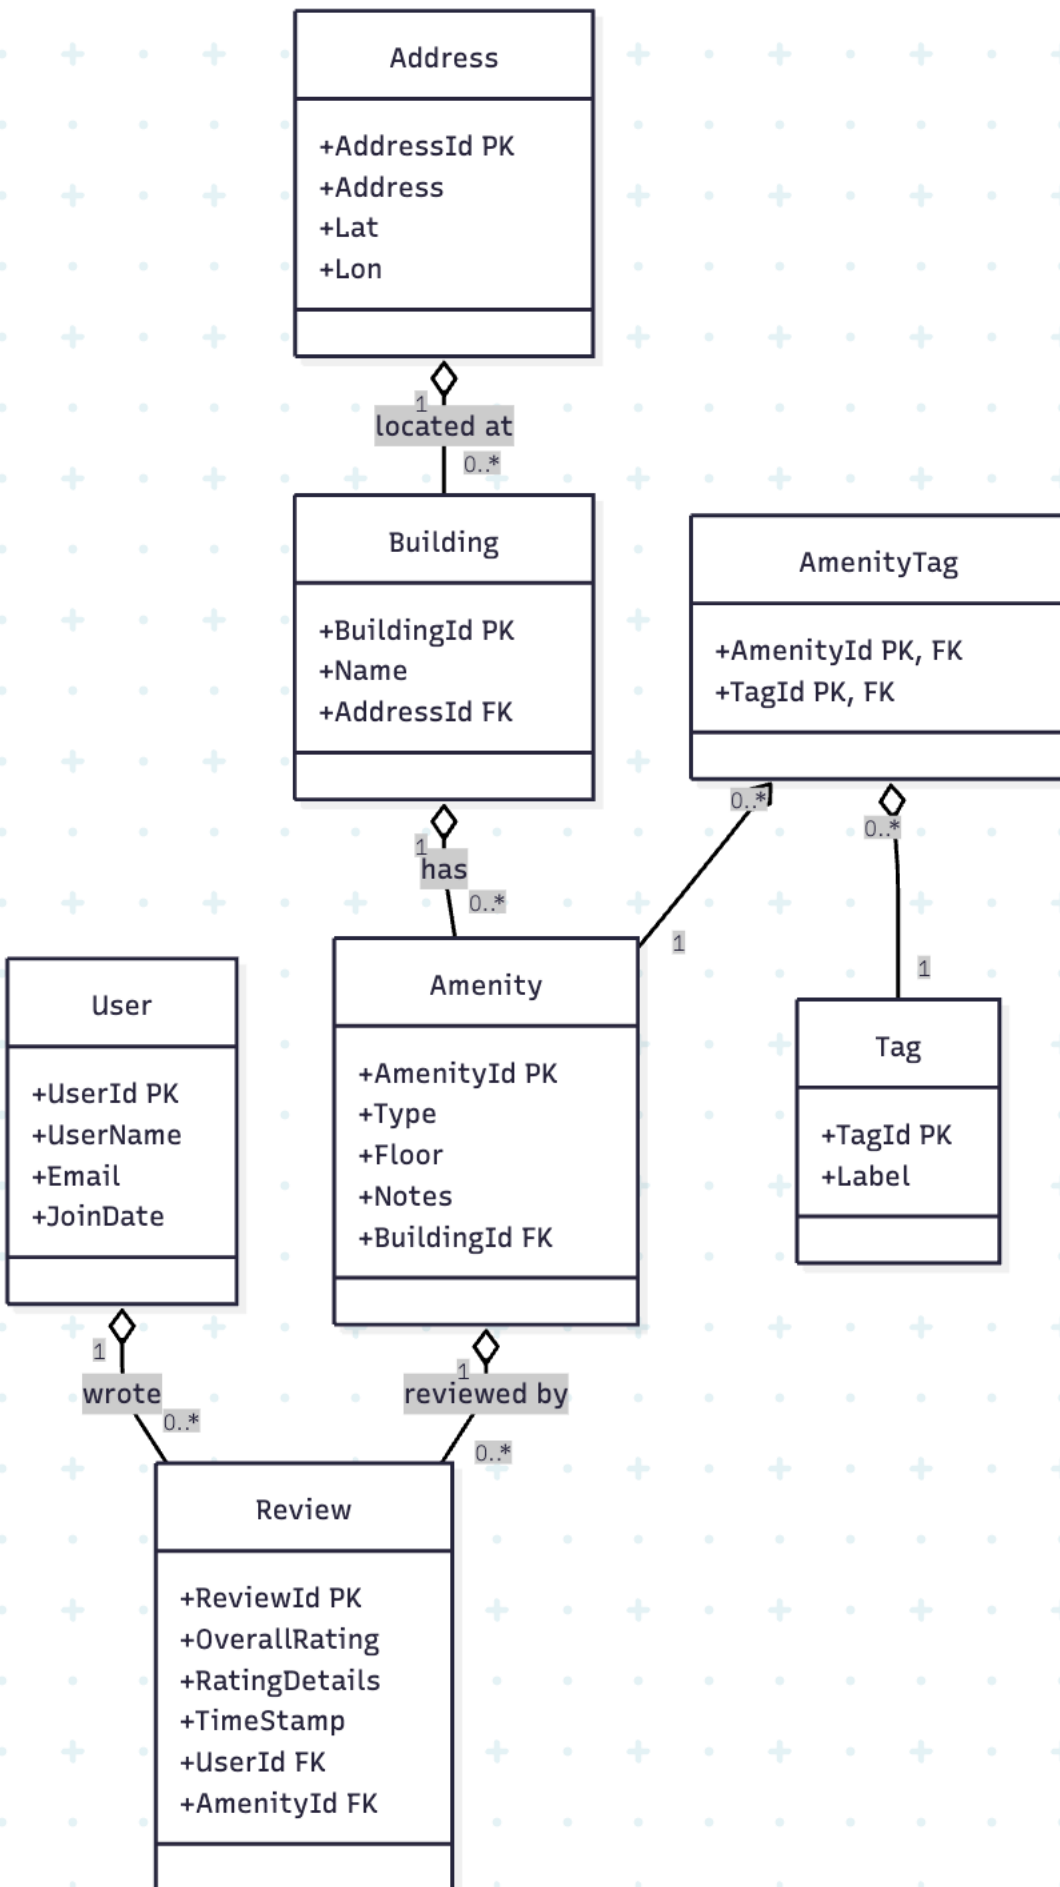 Address
+AddressId PK
+Address
+Lat
+Lon
1
located at
0..*
Building
+BuildingId PK
+Name
+AddressId FK
AmenityTag
+AmenityId PK, FK
+TagId PK, FK
1
has
0..*
0..*
1
0..*
1
User
+UserId PK
+UserName
+Email
+JoinDate
Amenity
+AmenityId PK
+Type
+Floor
+Notes
+BuildingId FK
Tag
+TagId PK
+Label
1
wrote
0..*
1
reviewed by
0..*
Review
+ReviewId PK
+OverallRating
+RatingDetails
+TimeStamp
+UserId FK
+AmenityId FK